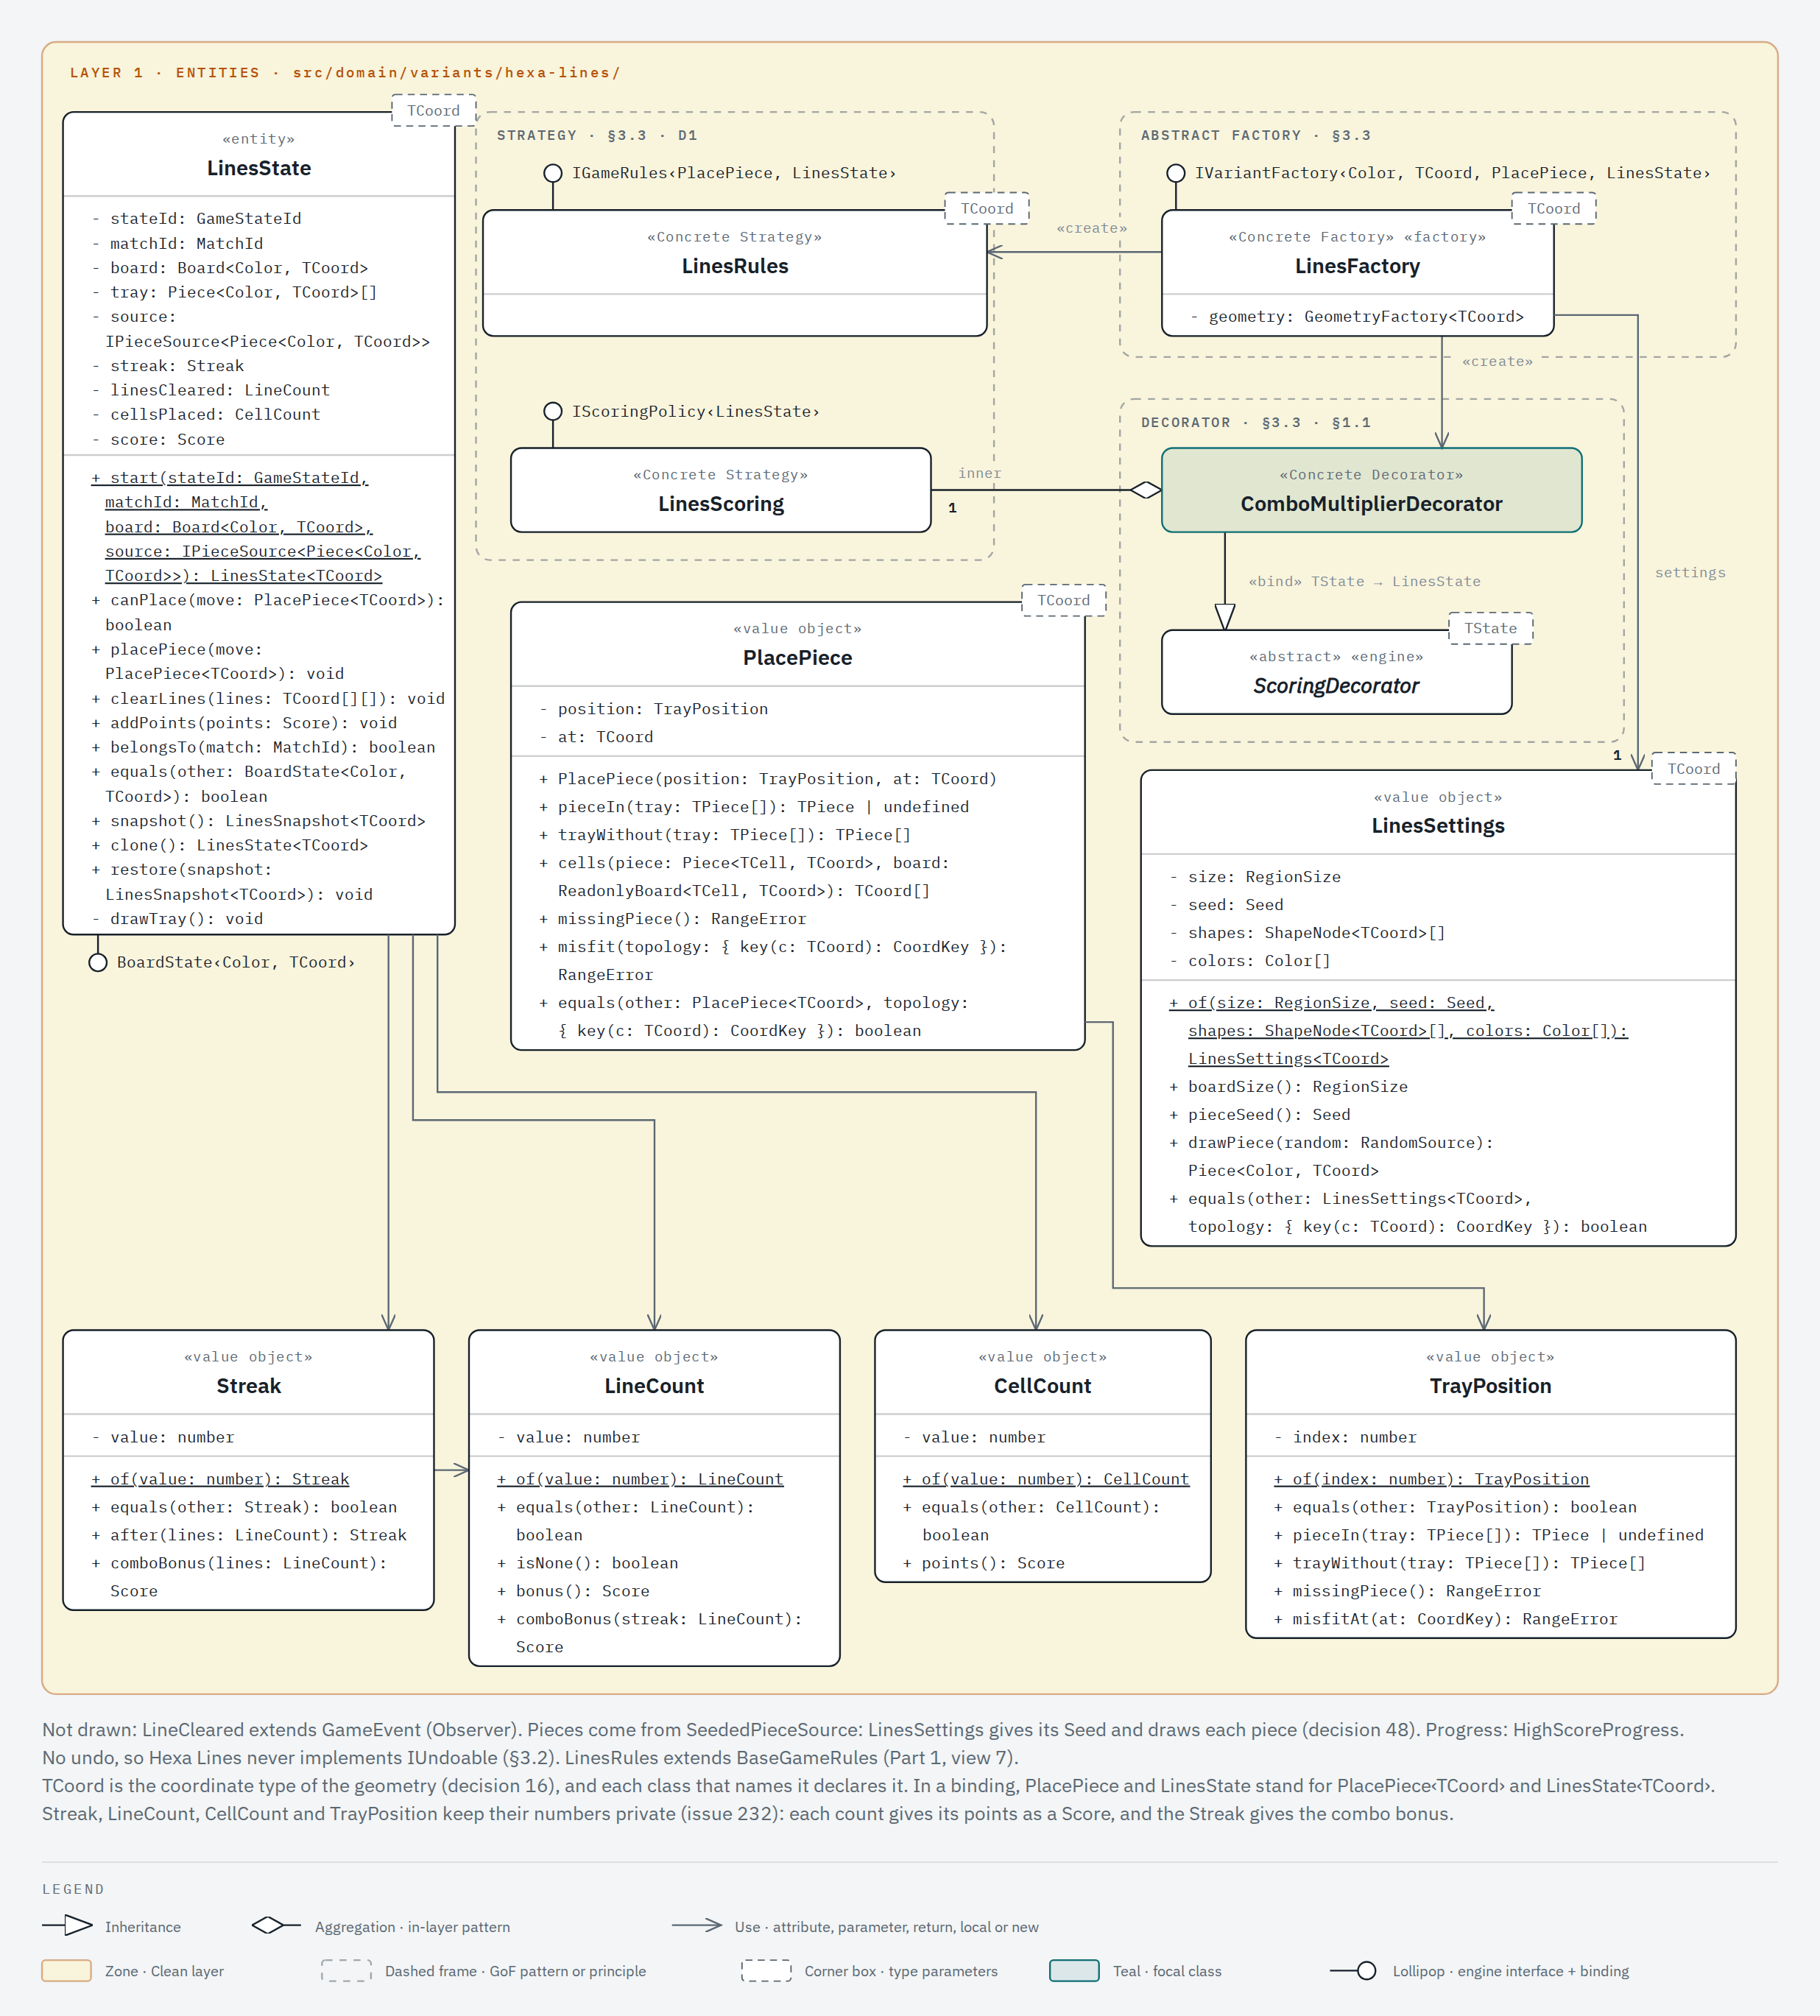 LAYER 1 · ENTITIES · src/domain/variants/hexa-lines/
TCoord
«entity»
LinesState
- stateId: GameStateId
- matchId: MatchId
- board: Board<Color, TCoord>
- tray: Piece<Color, TCoord>[]
- source:
IPieceSource<Piece<Color, TCoord>>
- streak: Streak
- linesCleared: LineCount
- cellsPlaced: CellCount
- score: Score
+ start(stateId: GameStateId,
matchId: MatchId,
board: Board<Color, TCoord>,
source: IPieceSource<Piece<Color,
TCoord>>): LinesState<TCoord>
+ canPlace(move: PlacePiece<TCoord>):
boolean
+ placePiece(move:
PlacePiece<TCoord>): void
+ clearLines(lines: TCoord[][]): void
+ addPoints(points: Score): void
+ belongsTo(match: MatchId): boolean
+ equals(other: BoardState<Color,
TCoord>): boolean
+ snapshot(): LinesSnapshot<TCoord>
+ clone(): LinesState<TCoord>
+ restore(snapshot:
LinesSnapshot<TCoord>): void
- drawTray(): void
BoardState‹Color, TCoord›
STRATEGY · §3.3 · D1
IGameRules‹PlacePiece, LinesState›
TCoord
«Concrete Strategy»
LinesRules
«create»
IScoringPolicy‹LinesState›
«Concrete Strategy»
LinesScoring
inner
1
ABSTRACT FACTORY · §3.3
IVariantFactory‹Color, TCoord, PlacePiece, LinesState›
TCoord
«Concrete Factory» «factory»
LinesFactory
- geometry: GeometryFactory<TCoord>
«create»
DECORATOR · §3.3 · §1.1
«Concrete Decorator»
ComboMultiplierDecorator
«bind» TState → LinesState
TState
«abstract» «engine»
ScoringDecorator
settings
1
TCoord
«value object»
PlacePiece
- position: TrayPosition
- at: TCoord
+ PlacePiece(position: TrayPosition, at: TCoord)
+ pieceIn(tray: TPiece[]): TPiece | undefined
+ trayWithout(tray: TPiece[]): TPiece[]
+ cells(piece: Piece<TCell, TCoord>, board:
ReadonlyBoard<TCell, TCoord>): TCoord[]
+ missingPiece(): RangeError
+ misfit(topology: { key(c: TCoord): CoordKey }):
RangeError
+ equals(other: PlacePiece<TCoord>, topology:
{ key(c: TCoord): CoordKey }): boolean
TCoord
«value object»
LinesSettings
- size: RegionSize
- seed: Seed
- shapes: ShapeNode<TCoord>[]
- colors: Color[]
+ of(size: RegionSize, seed: Seed,
shapes: ShapeNode<TCoord>[], colors: Color[]):
LinesSettings<TCoord>
+ boardSize(): RegionSize
+ pieceSeed(): Seed
+ drawPiece(random: RandomSource):
Piece<Color, TCoord>
+ equals(other: LinesSettings<TCoord>,
topology: { key(c: TCoord): CoordKey }): boolean
«value object»
Streak
- value: number
+ of(value: number): Streak
+ equals(other: Streak): boolean
+ after(lines: LineCount): Streak
+ comboBonus(lines: LineCount):
Score
«value object»
LineCount
- value: number
+ of(value: number): LineCount
+ equals(other: LineCount):
boolean
+ isNone(): boolean
+ bonus(): Score
+ comboBonus(streak: LineCount):
Score
«value object»
CellCount
- value: number
+ of(value: number): CellCount
+ equals(other: CellCount):
boolean
+ points(): Score
«value object»
TrayPosition
- index: number
+ of(index: number): TrayPosition
+ equals(other: TrayPosition): boolean
+ pieceIn(tray: TPiece[]): TPiece | undefined
+ trayWithout(tray: TPiece[]): TPiece[]
+ missingPiece(): RangeError
+ misfitAt(at: CoordKey): RangeError
Not drawn: LineCleared extends GameEvent (Observer). Pieces come from SeededPieceSource: LinesSettings gives its Seed and draws each piece (decision 48). Progress: HighScoreProgress.
No undo, so Hexa Lines never implements IUndoable (§3.2). LinesRules extends BaseGameRules (Part 1, view 7).
TCoord is the coordinate type of the geometry (decision 16), and each class that names it declares it. In a binding, PlacePiece and LinesState stand for PlacePiece‹TCoord› and LinesState‹TCoord›.
Streak, LineCount, CellCount and TrayPosition keep their numbers private (issue 232): each count gives its points as a Score, and the Streak gives the combo bonus.
LEGEND
Inheritance
Aggregation · in-layer pattern
Use · attribute, parameter, return, local or new
Zone · Clean layer
Dashed frame · GoF pattern or principle
Corner box · type parameters
Teal · focal class
Lollipop · engine interface + binding